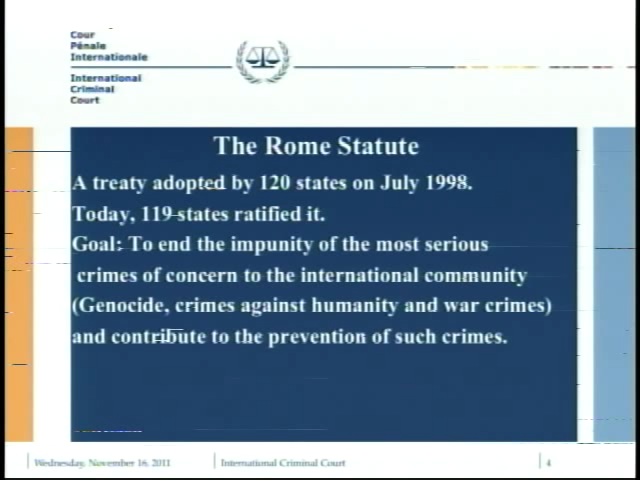 Cour
Pénale
Internationale
International
Criminal
Court
The Rome Statute
A treaty adopted by 120 states on July 1998.
Today, 119 states ratified it.
Goal: To end the impunity of the most serious
crimes of concern to the international community
(Genocide, crimes against humanity and war crimes)
and contribute to the prevention of such crimes.
Wednesday, November 16, 2011
International Criminal Court
4